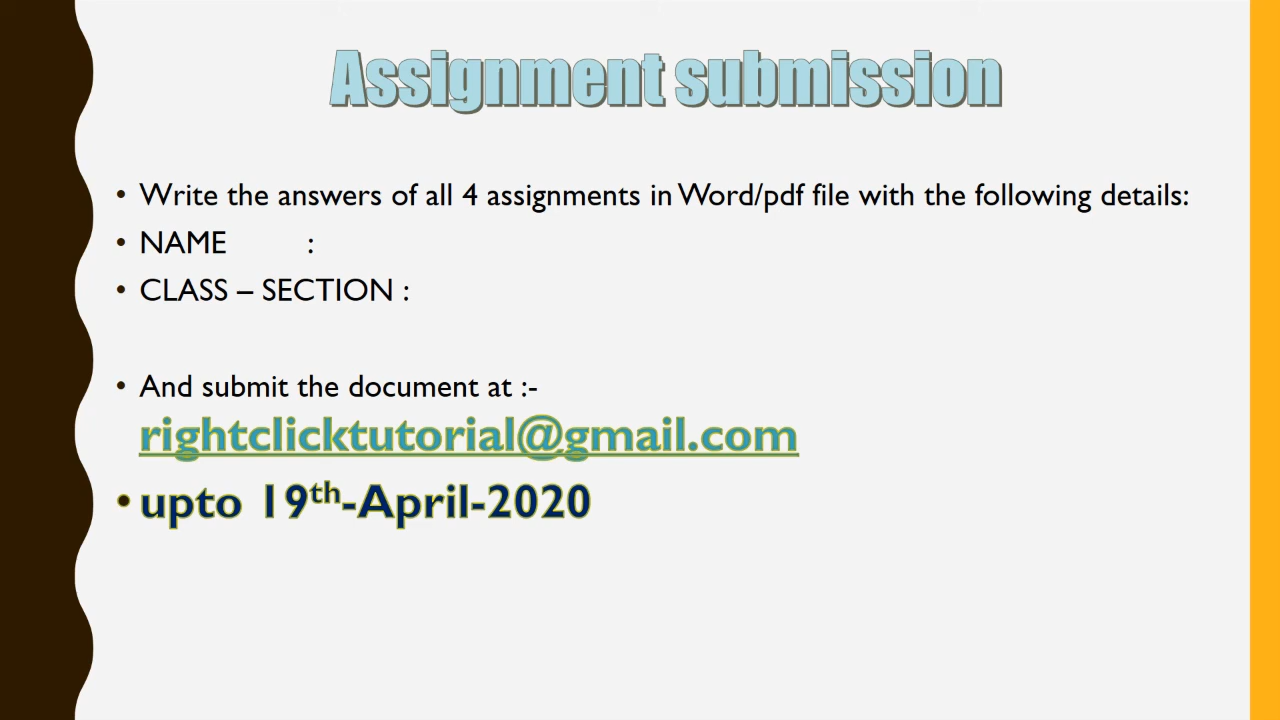 Assignment submission
• Write the answers of all 4 assignments in Word/pdf file with the following details:
• NAME :
• CLASS – SECTION :
• And submit the document at :-
rightclicktutorial@gmail.com
• upto 19th-April-2020